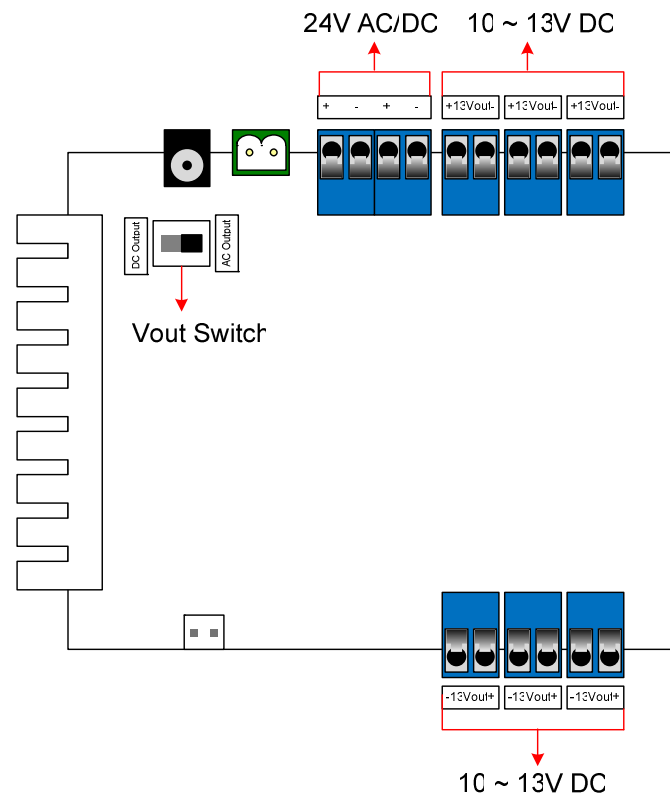 24V AC/DC 10 ~ 13V DC
+ - + - +13Vout- +13Vout- +13Vout-
DC Output
AC Output
Vout Switch
-13Vout+ -13Vout+ -13Vout+
10 ~ 13V DC